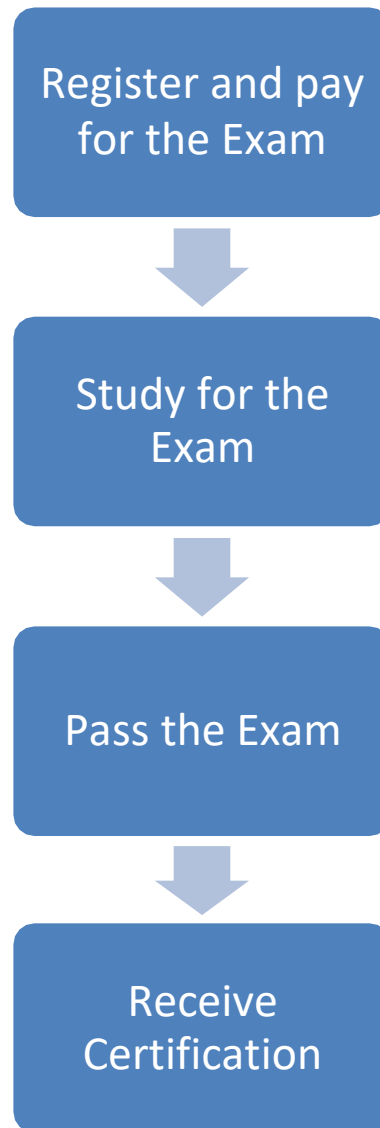 Register and pay
for the Exam
Study for the
Exam
Pass the Exam
Receive
Certification